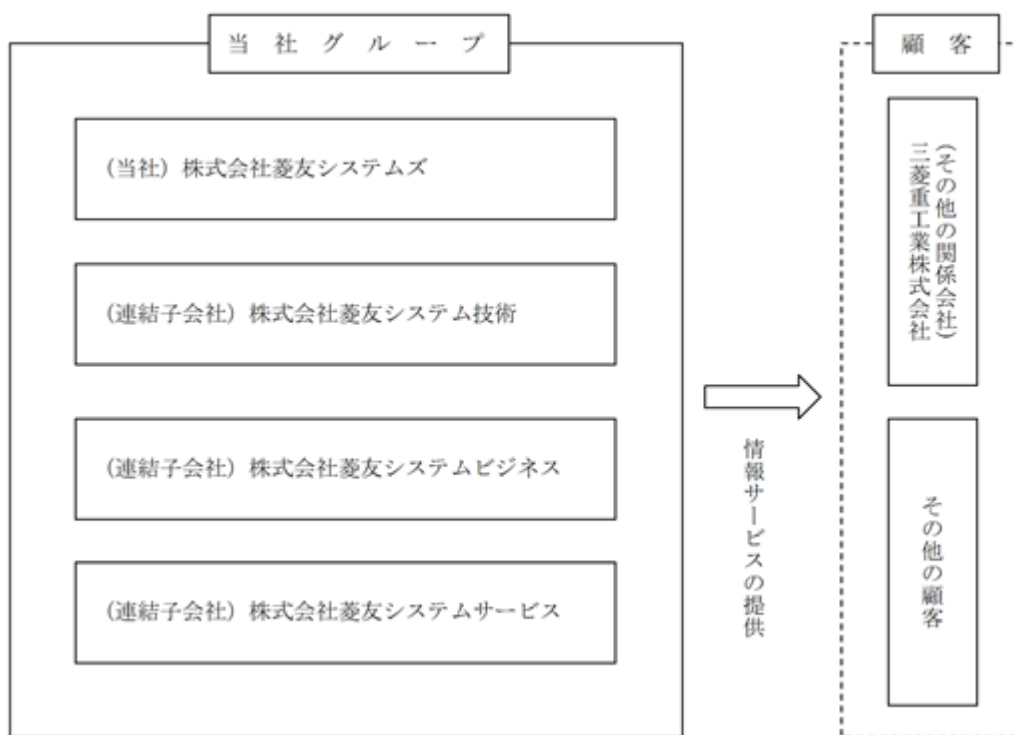 当社グループ
(当社) 株式会社菱友システムズ
(連結子会社) 株式会社菱友システム技術
(連結子会社) 株式会社菱友システムビジネス
(連結子会社) 株式会社菱友システムサービス
情報サービスの提供
顧客
(その他の関係会社)
三菱重工業株式会社
その他の顧客